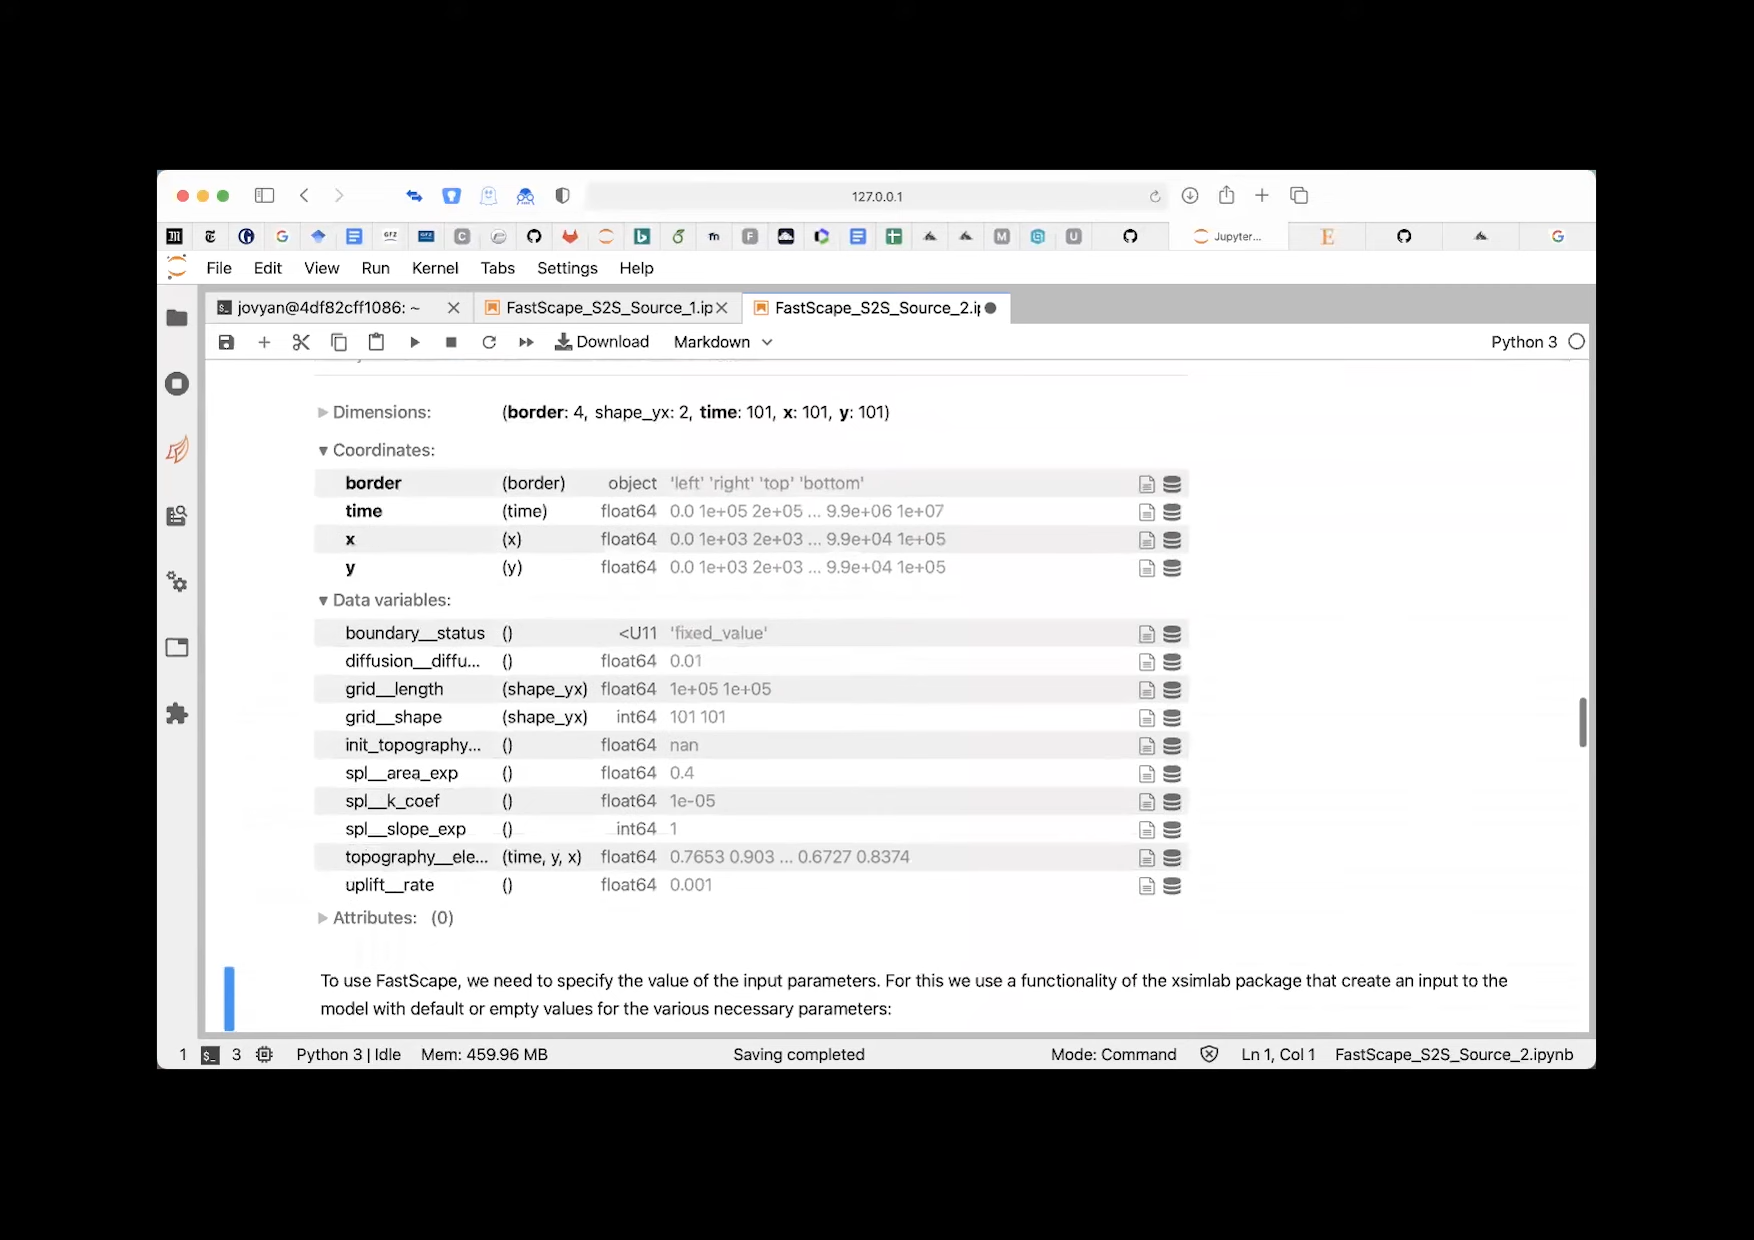 127.0.0.1
Jupyter...
File Edit View Run Kernel Tabs Settings Help
jovyan@4df82cff1086: ~ FastScape_S2S_Source_1.ip FastScape_S2S_Source_2.ip
Download Markdown Python 3
Dimensions: (border: 4, shape_yx: 2, time: 101, x: 101, y: 101)
Coordinates:
border (border) object 'left' 'right' 'top' 'bottom'
time (time) float64 0.0 1e+05 2e+05 ... 9.9e+06 1e+07
x (x) float64 0.0 1e+03 2e+03 ... 9.9e+04 1e+05
y (y) float64 0.0 1e+03 2e+03 ... 9.9e+04 1e+05
Data variables:
boundary__status () <U11 'fixed_value'
diffusion__diffu... () float64 0.01
grid__length (shape_yx) float64 1e+05 1e+05
grid__shape (shape_yx) int64 101 101
init_topography... () float64 nan
spl__area_exp () float64 0.4
spl__k_coef () float64 1e-05
spl__slope_exp () int64 1
topography__ele... (time, y, x) float64 0.7653 0.903 ... 0.6727 0.8374
uplift__rate () float64 0.001
Attributes: (0)
To use FastScape, we need to specify the value of the input parameters. For this we use a functionality of the xsimlab package that create an input to the
model with default or empty values for the various necessary parameters:
1 3 Python 3 | Idle Mem: 459.96 MB Saving completed Mode: Command Ln 1, Col 1 FastScape_S2S_Source_2.ipynb